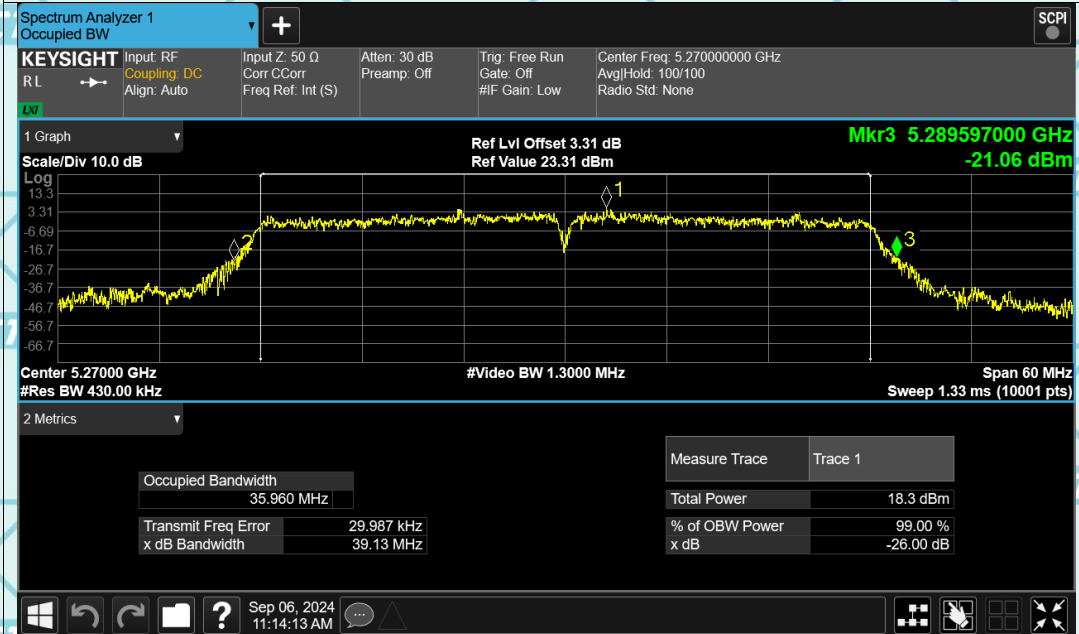 Spectrum Analyzer 1
Occupied BW
+
SCPI
KEYSIGHT
RL
LXI
Input: RF
Coupling: DC
Align: Auto
Input Z: 50 Ω
Corr CCorr
Freq Ref: Int (S)
Atten: 30 dB
Preamp: Off
Trig: Free Run
Gate: Off
#IF Gain: Low
Center Freq: 5.270000000 GHz
Avg|Hold: 100/100
Radio Std: None
1 Graph
Scale/Div 10.0 dB
Ref Lvl Offset 3.31 dB
Ref Value 23.31 dBm
Mkr3 5.289597000 GHz
-21.06 dBm
Log
13.3
3.31
-6.69
-16.7
-26.7
-36.7
-46.7
-56.7
-66.7
1
2
3
Center 5.27000 GHz
#Video BW 1.3000 MHz
Span 60 MHz
#Res BW 430.00 kHz
Sweep 1.33 ms (10001 pts)
2 Metrics
Occupied Bandwidth
35.960 MHz
Transmit Freq Error 29.987 kHz
x dB Bandwidth 39.13 MHz
Measure Trace Trace 1
Total Power 18.3 dBm
% of OBW Power 99.00 %
x dB -26.00 dB
?
Sep 06, 2024
11:14:13 AM